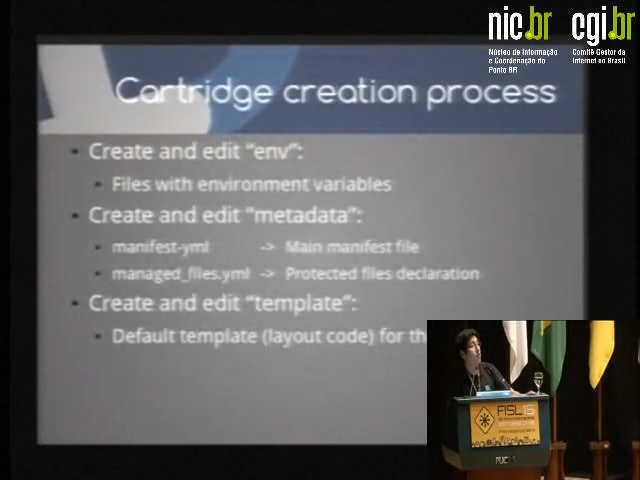 nic.br cgi.br
Núcleo de Informação
e Coordenação do
Ponto BR
Comitê Gestor da
Internet no Brasil
Cartridge creation process
Create and edit "env":
Files with environment variables
Create and edit "metadata":
manifest-yml -> Main manifest file
managed_files.yml -> Protected files declaration
Create and edit "template":
Default template (layout code) for th
FISL15